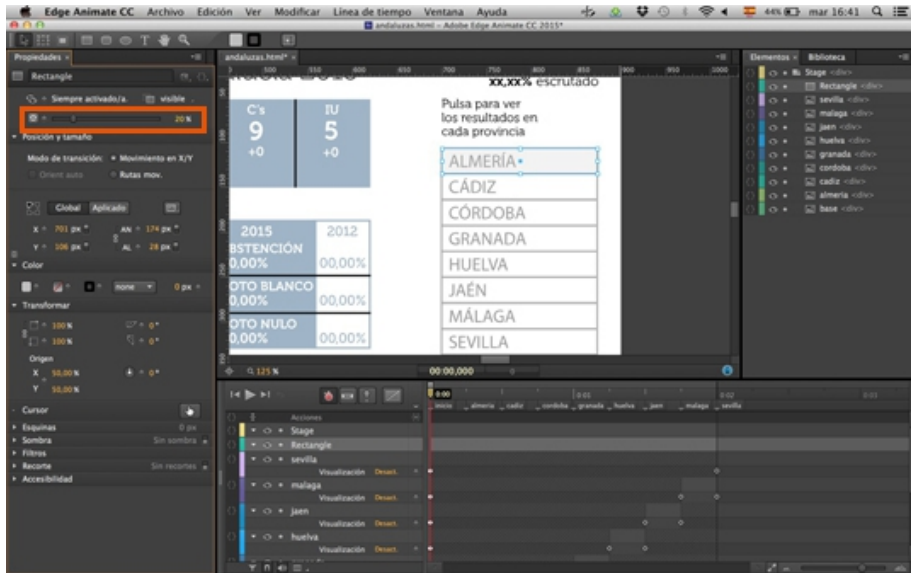 Edge Animate CC Archivo Edición Ver Modificar Línea de tiempo Ventana Ayuda 44% mar 16:41
andaluzas.html - Adobe Edge Animate CC 2015*
Propiedades
andaluzas.html*
Elementos Biblioteca
Rectangle
Siempre activado/a. visible
20 %
Posición y tamaño
Modo de transición: Movimiento en X/Y
Orient auto Rutas mov.
Global Aplicado
X 701 px AN 174 px
Y 106 px AL 28 px
Color
none 0 px
Transformar
100 % 0°
100 % 0°
Origen
X 50,00 % 0°
Y 50,00 %
Cursor
Esquinas 0 px
Sombra Sin sombra
Filtros
Recorte Sin recortes
Accesibilidad
xx,xx% escrutado
C's IU
9 5
+0 +0
Pulsa para ver
los resultados en
cada provincia
ALMERÍA
CÁDIZ
CÓRDOBA
GRANADA
HUELVA
JAÉN
MÁLAGA
SEVILLA
2015 2012
BSTENCIÓN
0,00% 00,00%
OTO BLANCO
0,00% 00,00%
OTO NULO
0,00% 00,00%
125 % 00:00,000
Stage <div>
Rectangle <div>
sevilla <div>
malaga <div>
jaen <div>
huelva <div>
granada <div>
cordoba <div>
cadiz <div>
almeria <div>
base <div>
0:00 0:01 0:02 0:03
inicio almeria cadiz cordoba granada huelva jaen malaga sevilla
Acciones
Stage
Rectangle
sevilla
Visualización Desact.
malaga
Visualización Desact.
jaen
Visualización Desact.
huelva
Visualización Desact.